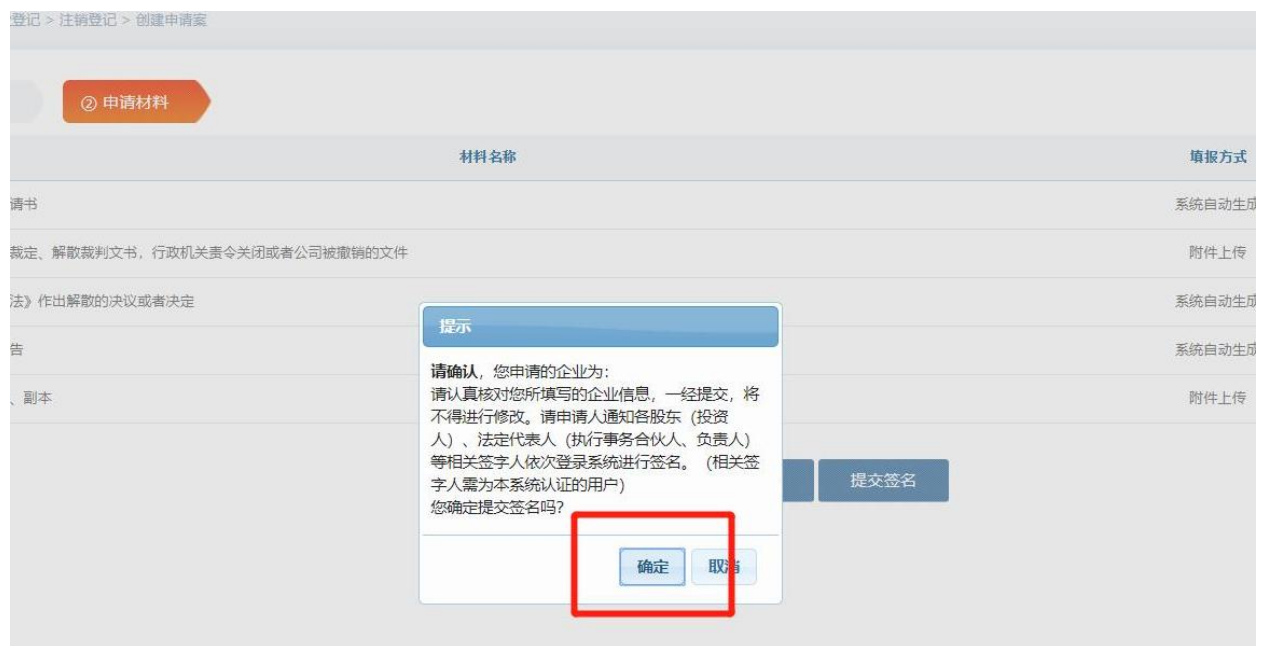 登记 > 注销登记 > 创建申请案
② 申请材料
材料名称 填报方式
请书 系统自动生成
裁定、解散裁判文书，行政机关责令关闭或者公司被撤销的文件 附件上传
法》作出解散的决议或者决定 系统自动生成
告 系统自动生成
、副本 附件上传
提示
请确认，您申请的企业为：
请认真核对您所填写的企业信息，一经提交，将
不得进行修改。请申请人通知各股东（投资
人）、法定代表人（执行事务合伙人、负责人）
等相关签字人依次登录系统进行签名。（相关签
字人需为本系统认证的用户）
您确定提交签名吗？
确定 取消
提交签名